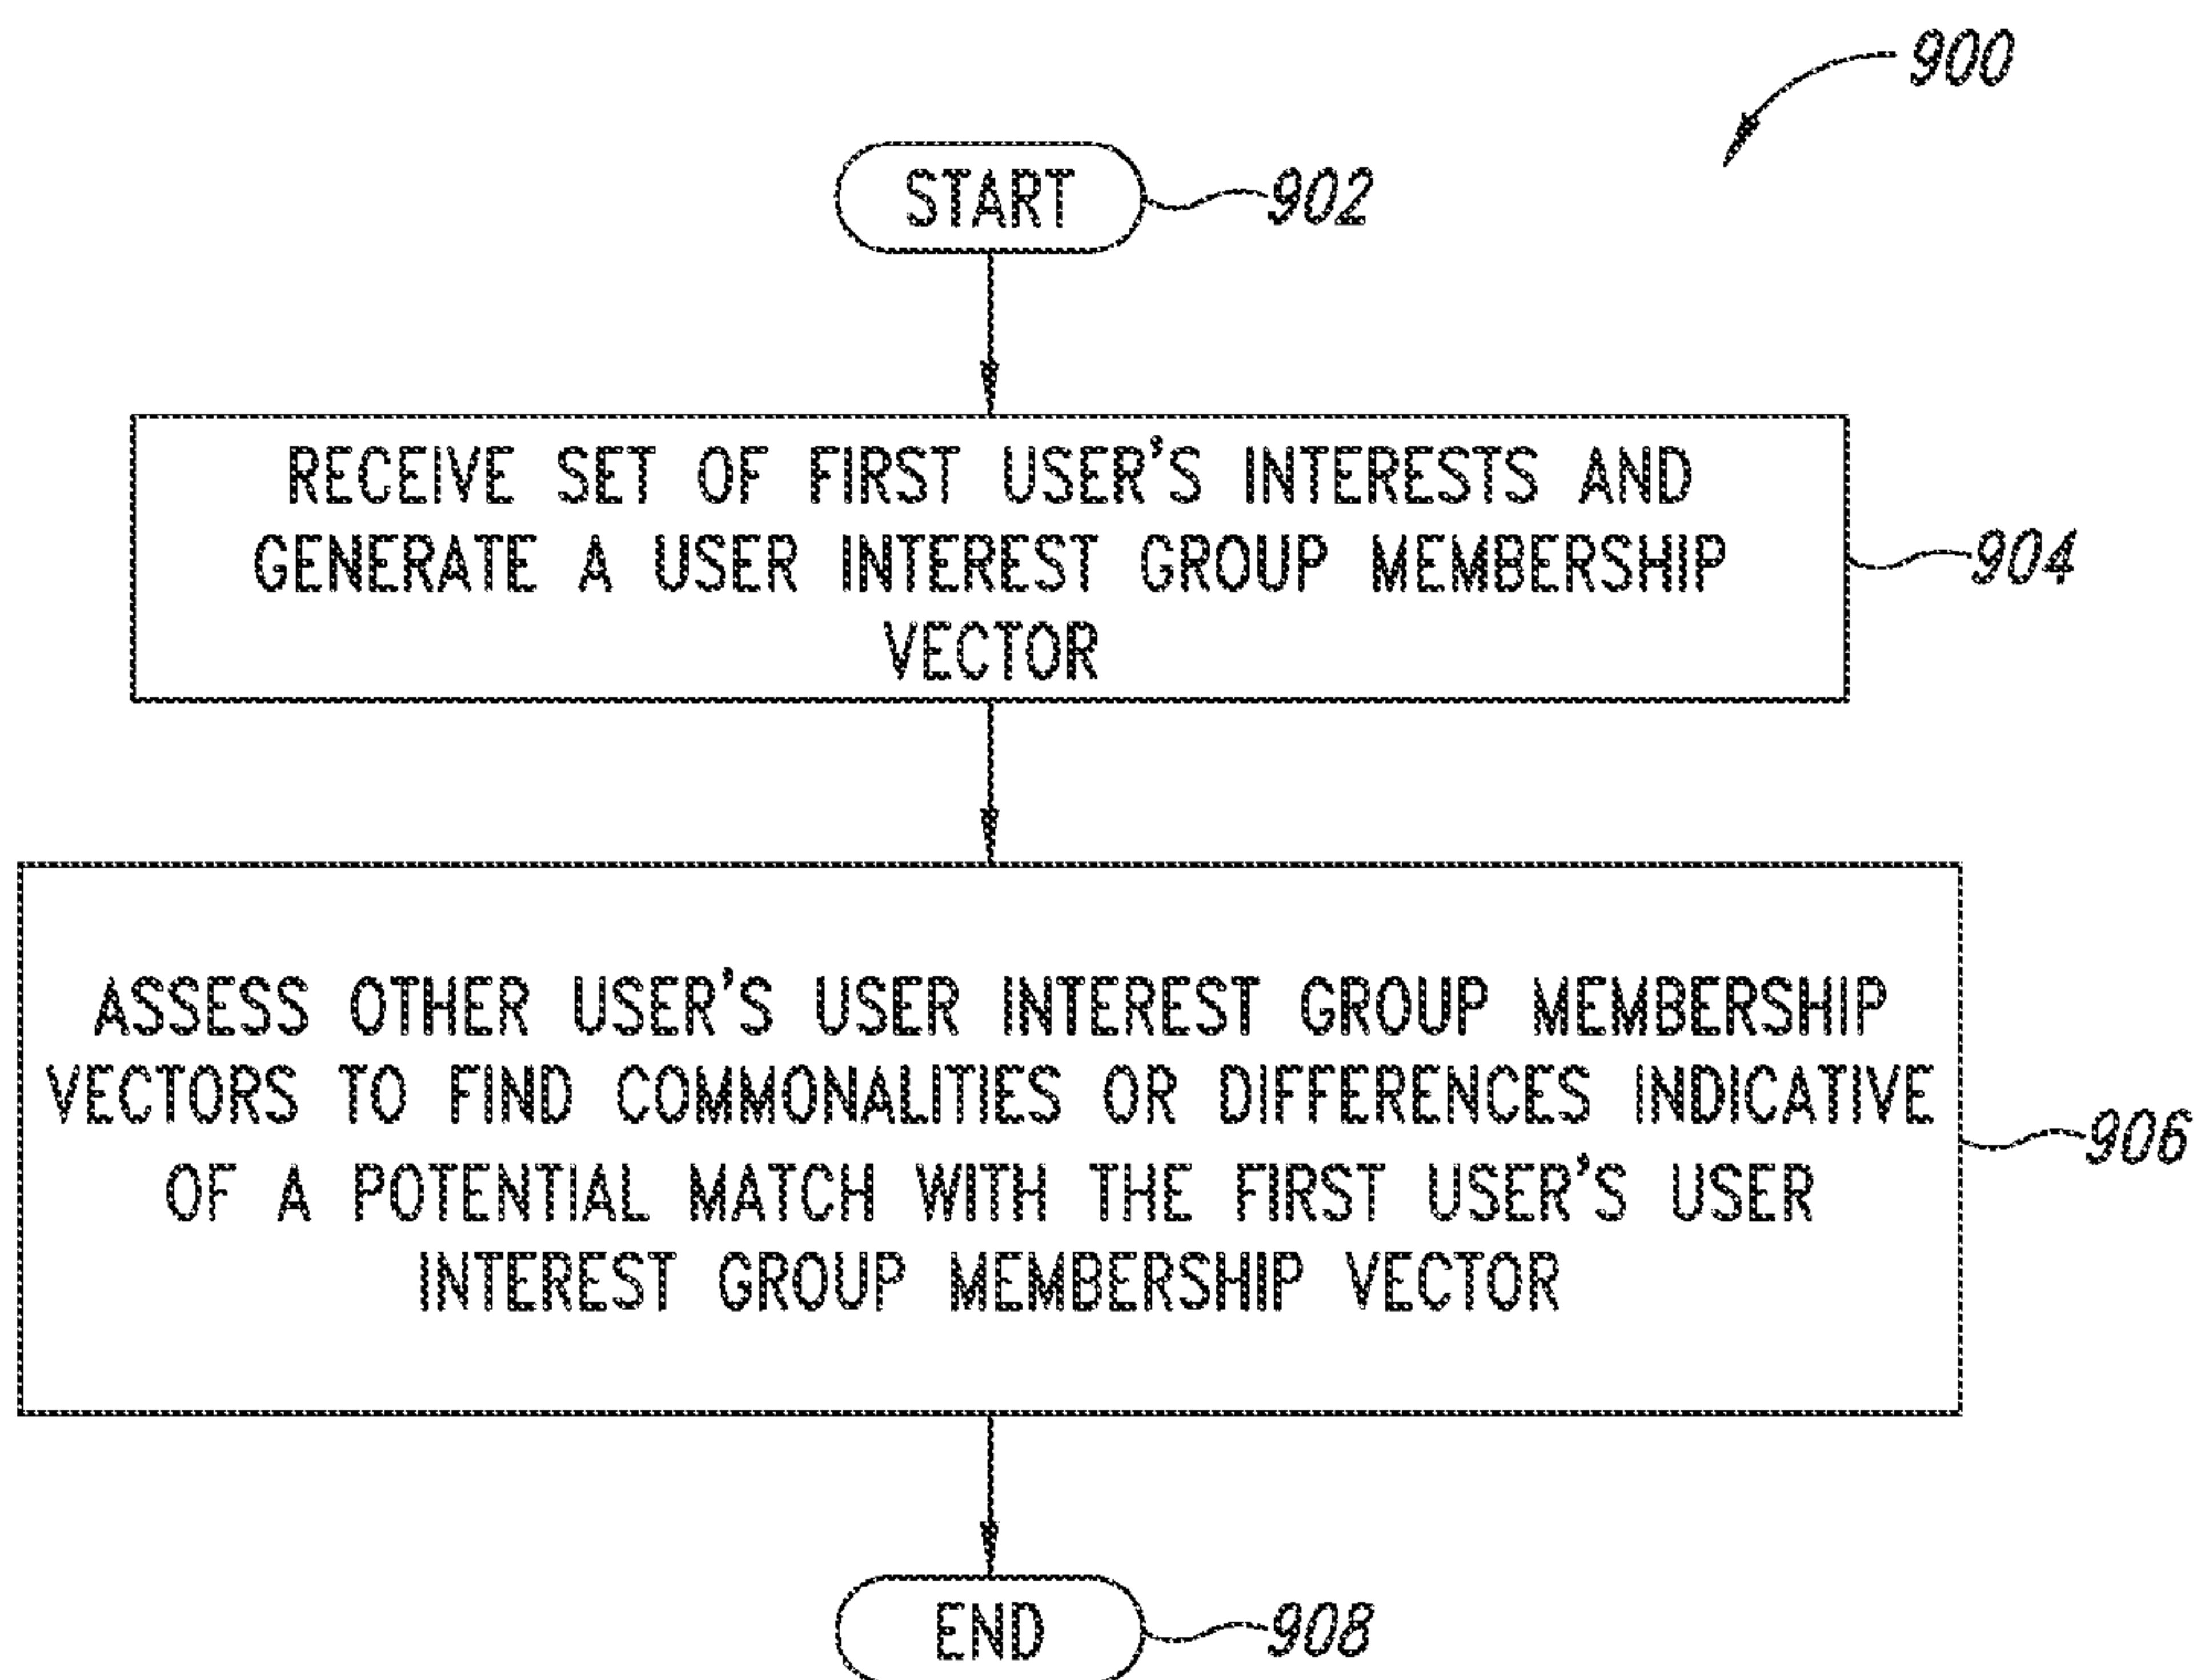 900
START
902
RECEIVE SET OF FIRST USER'S INTERESTS AND
GENERATE A USER INTEREST GROUP MEMBERSHIP
VECTOR
904
ASSESS OTHER USER'S USER INTEREST GROUP MEMBERSHIP
VECTORS TO FIND COMMONALITIES OR DIFFERENCES INDICATIVE
OF A POTENTIAL MATCH WITH THE FIRST USER'S USER
INTEREST GROUP MEMBERSHIP VECTOR
906
END
908